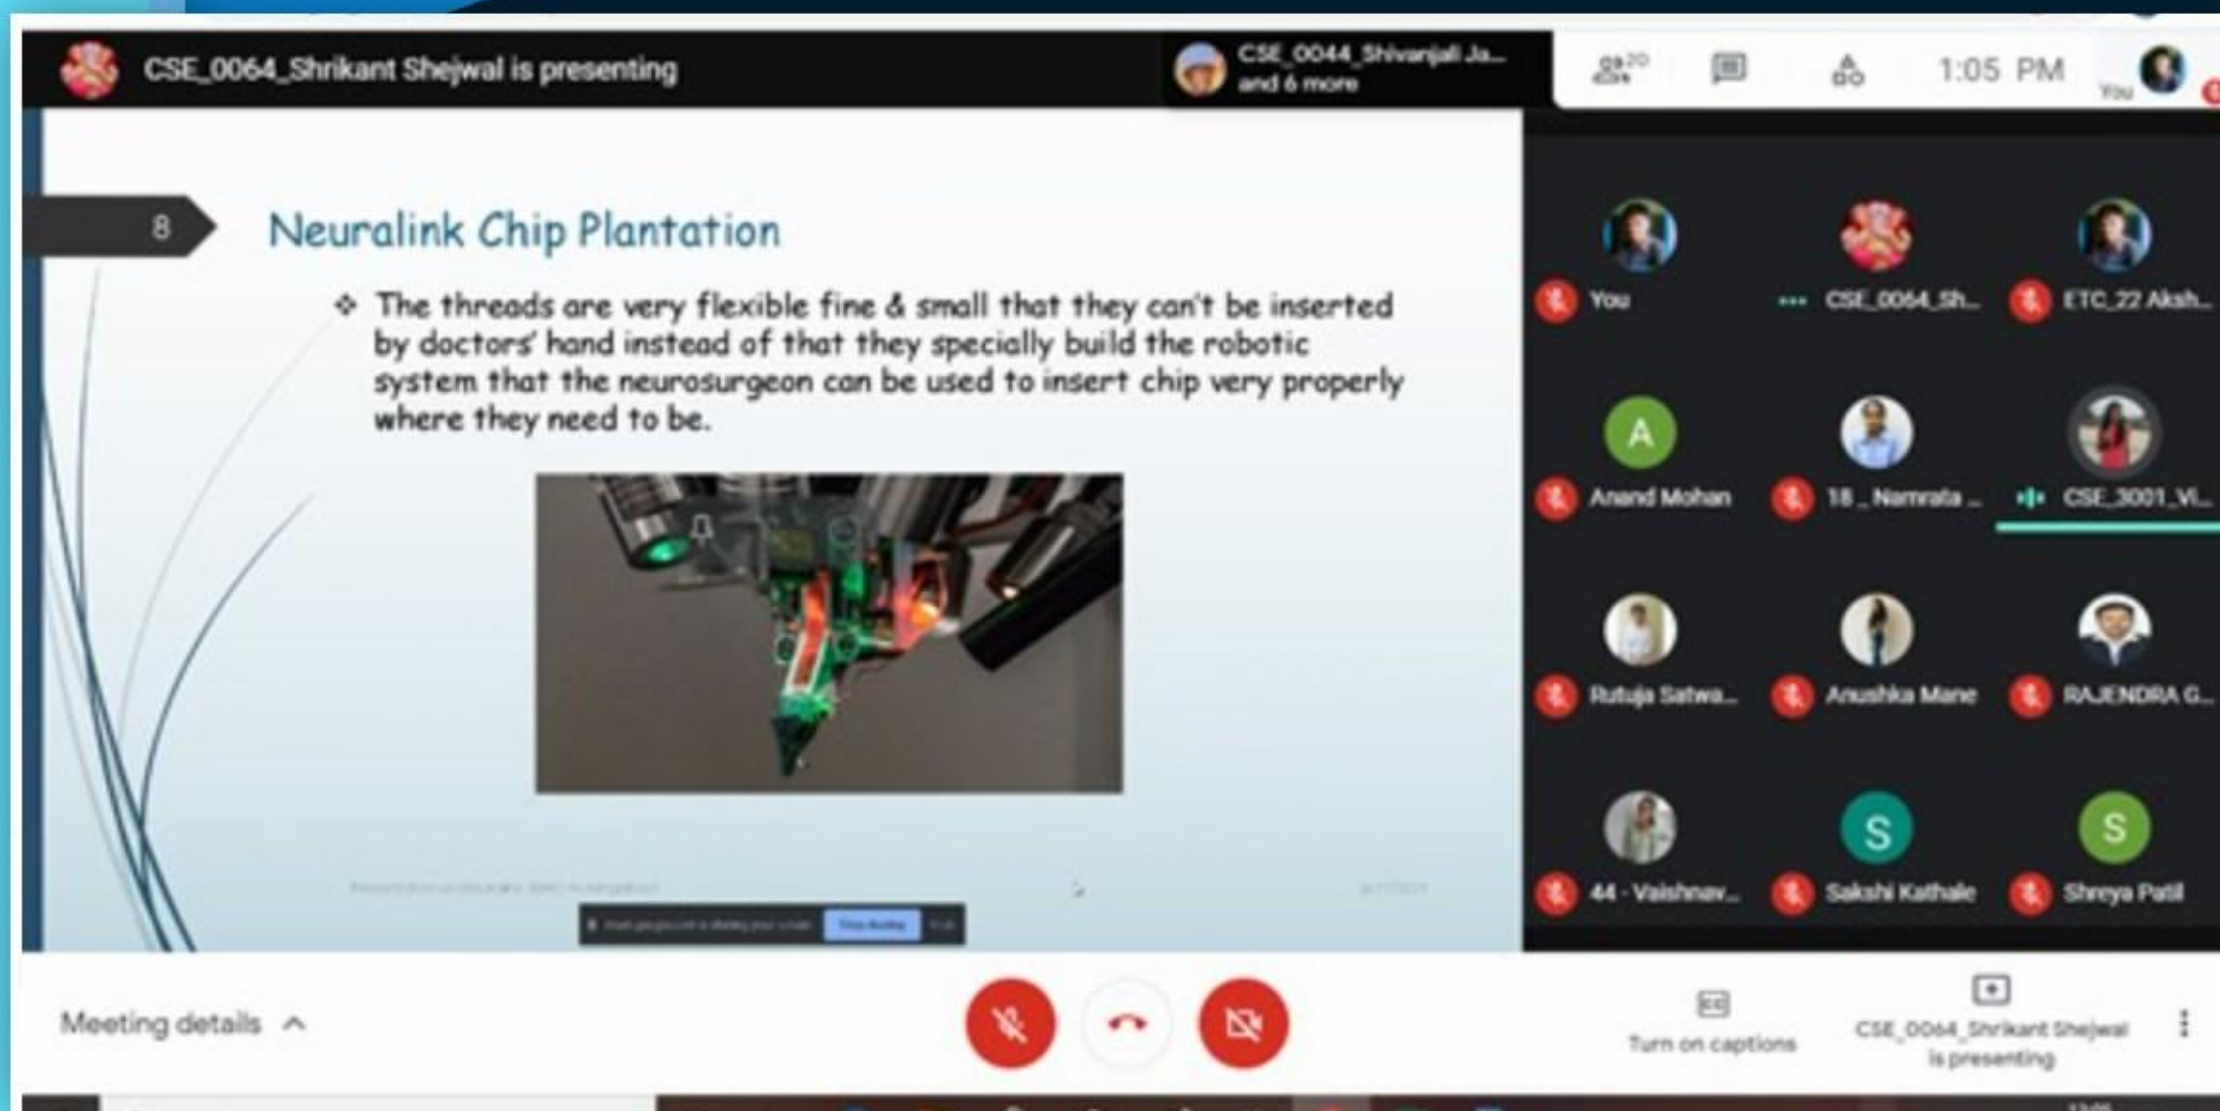 CSE_0064_Shrikant Shejwal is presenting
CSE_0044_Shivanjali Ja...
and 6 more
20
1:05 PM
You
8
Neuralink Chip Plantation
❖ The threads are very flexible fine & small that they can't be inserted
by doctors' hand instead of that they specially build the robotic
system that the neurosurgeon can be used to insert chip very properly
where they need to be.
You
CSE_0064_Sh...
ETC_22 Aksh...
A
Anand Mohan
18 _ Namrata ...
CSE_3001_Vi...
Rutuja Satwa...
Anushka Mane
RAJENDRA G...
S
S
44 - Vaishnav...
Sakshi Kathale
Shreya Patil
Stop sharing
Meeting details
Turn on captions
CSE_0064_Shrikant Shejwal
is presenting